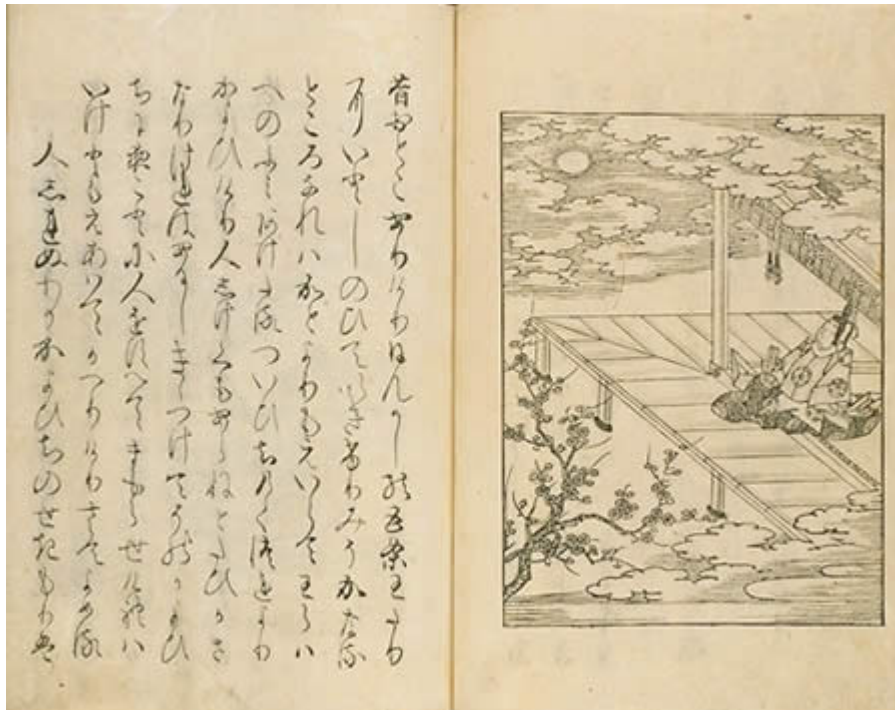 昔おとこありけりひんかしの五条わたり
にいとしのひていきけりみそかなる
ところなれはかとよりもえいらてわらは
へのふみあけたるついひちのくつれより
かよひけり人しけくもあらねとたひかさ
なりけれはあるしきゝつけてそのかよひ
ちに夜ことに人をすへてまもらせけれは
いけともえあはてかへりけりさてよめる
人しれぬわかかよひちのせきもりは